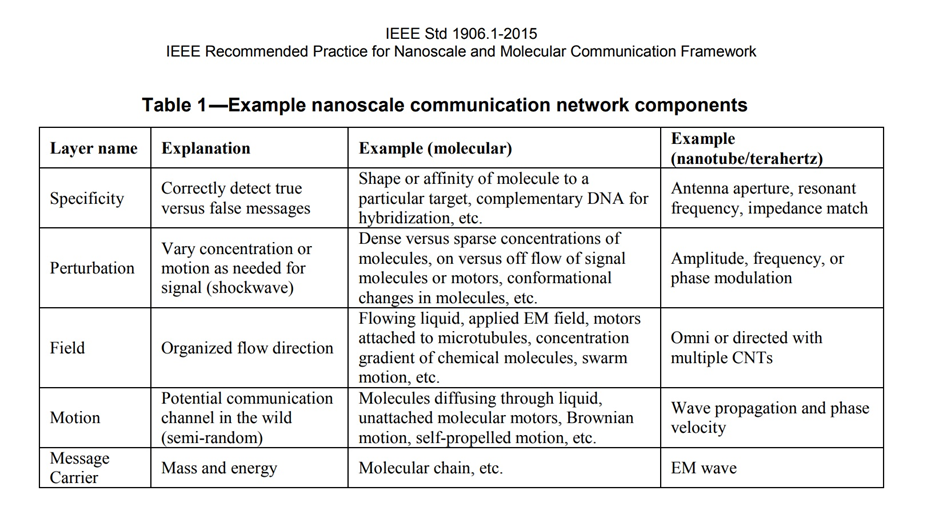 IEEE Std 1906.1-2015
IEEE Recommended Practice for Nanoscale and Molecular Communication Framework
Table 1—Example nanoscale communication network components
Layer name
Explanation
Example (molecular)
Example
(nanotube/terahertz)
Specificity
Correctly detect true
versus false messages
Shape or affinity of molecule to a
particular target, complementary DNA for
hybridization, etc.
Antenna aperture, resonant
frequency, impedance match
Perturbation
Vary concentration or
motion as needed for
signal (shockwave)
Dense versus sparse concentrations of
molecules, on versus off flow of signal
molecules or motors, conformational
changes in molecules, etc.
Amplitude, frequency, or
phase modulation
Field
Organized flow direction
Flowing liquid, applied EM field, motors
attached to microtubules, concentration
gradient of chemical molecules, swarm
motion, etc.
Omni or directed with
multiple CNTs
Motion
Potential communication
channel in the wild
(semi-random)
Molecules diffusing through liquid,
unattached molecular motors, Brownian
motion, self-propelled motion, etc.
Wave propagation and phase
velocity
Message
Carrier
Mass and energy
Molecular chain, etc.
EM wave